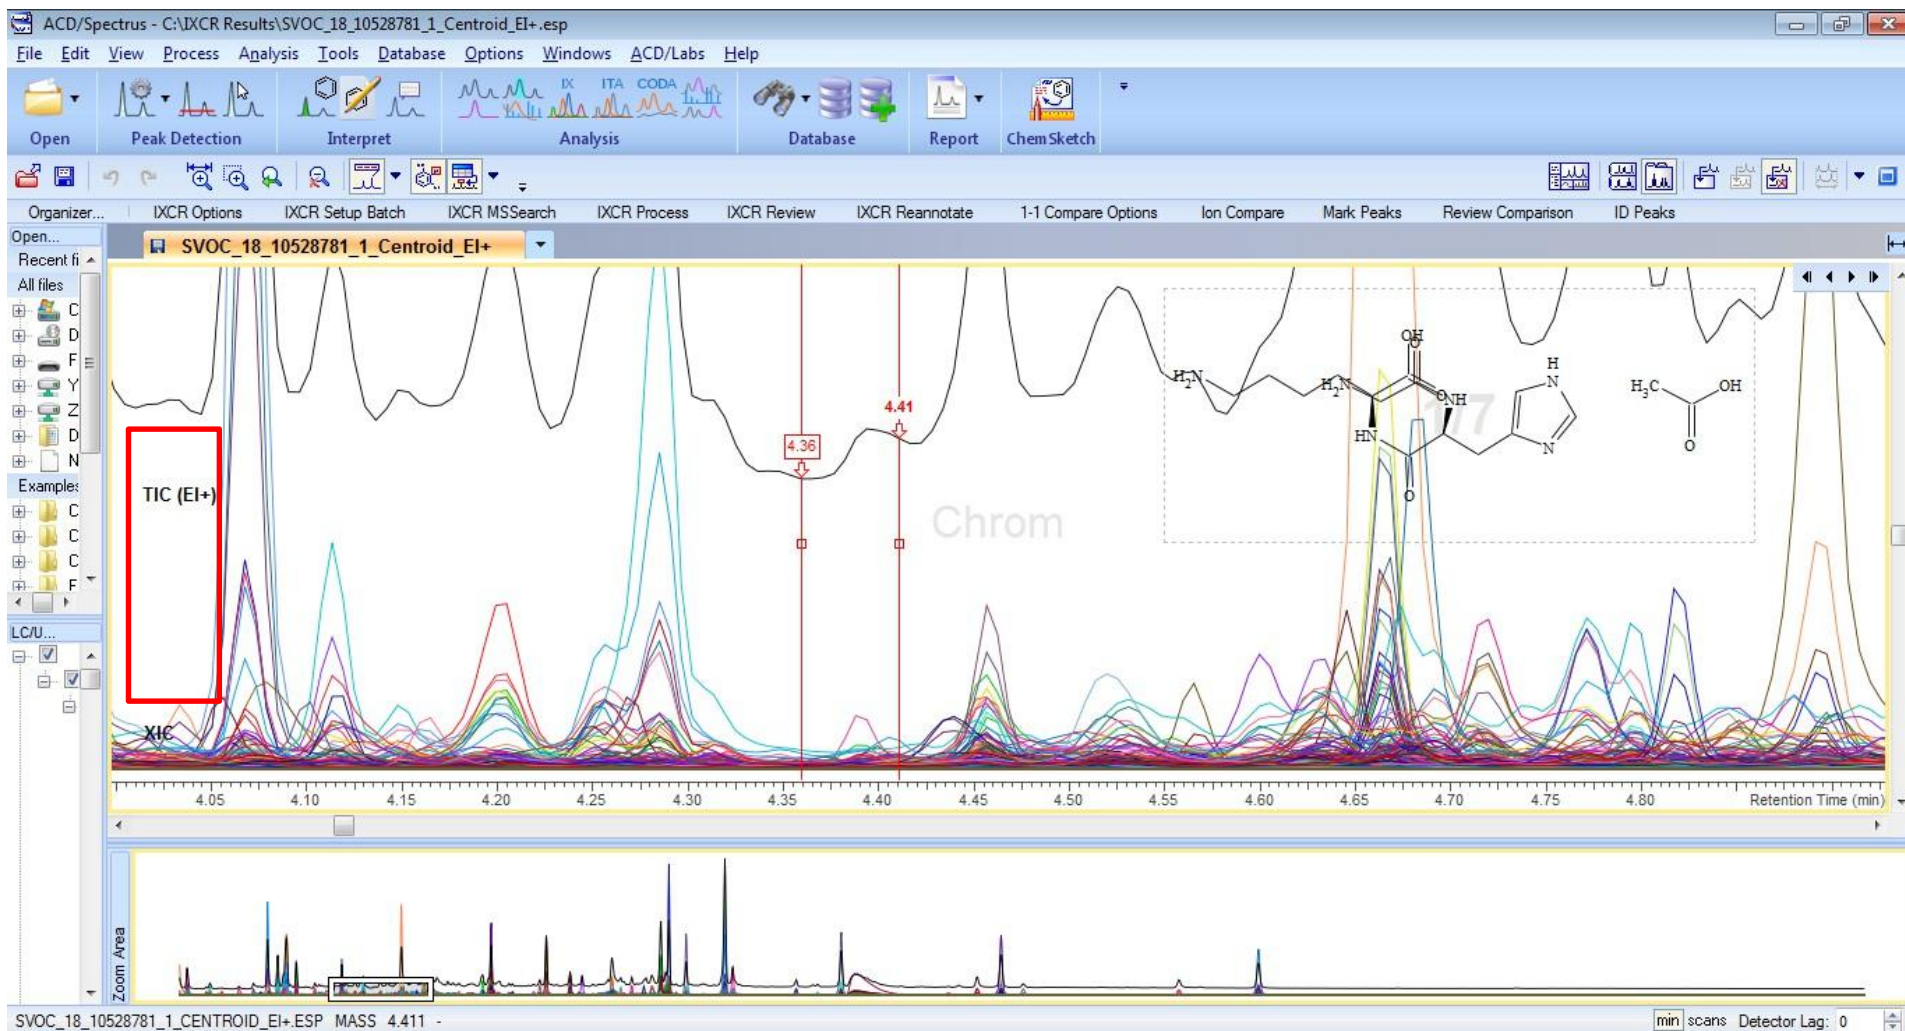 ACD/Spectrus - C:\IXCR Results\SVOC_18_10528781_1_Centroid_EI+.esp
File Edit View Process Analysis Tools Database Options Windows ACD/Labs Help
IX ITA CODA
Open Peak Detection Interpret Analysis Database Report ChemSketch
Organizer... IXCR Options IXCR Setup Batch IXCR MSSearch IXCR Process IXCR Review IXCR Reannotate 1-1 Compare Options Ion Compare Mark Peaks Review Comparison ID Peaks
Open...
SVOC_18_10528781_1_Centroid_EI+
Recent fi
All files
C
D
F
Y
Z
D
N
Examples
C
C
C
F
LC/U...
TIC (EI+)
XIC
4.36
4.41
Chrom
1/7
OH
O
H2N
H2N
O
NH
HN
O
H
N
N
H3C
OH
O
4.05 4.10 4.15 4.20 4.25 4.30 4.35 4.40 4.45 4.50 4.55 4.60 4.65 4.70 4.75 4.80 Retention Time (min)
Zoom Area
SVOC_18_10528781_1_CENTROID_EI+.ESP MASS 4.411 - min scans Detector Lag: 0